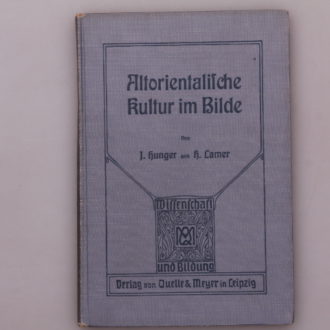 Altorientalische
Kultur im Bilde
Von
J. Hunger und H. Lamer
Wissenschaft
und Bildung
Verlag von Quelle & Meyer in Leipzig